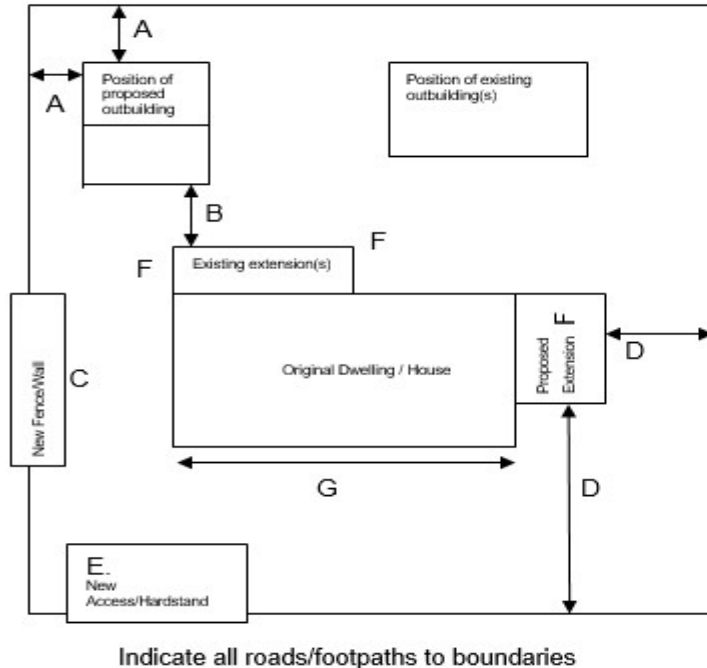 A
A
Position of
proposed
outbuilding
Position of existing
outbuilding(s)
B
F
Existing extension(s)
F
New Fence/Wall
C
Original Dwelling / House
Proposed
Extension F
D
G
D
E.
New
Access/Hardstand
Indicate all roads/footpaths to boundaries